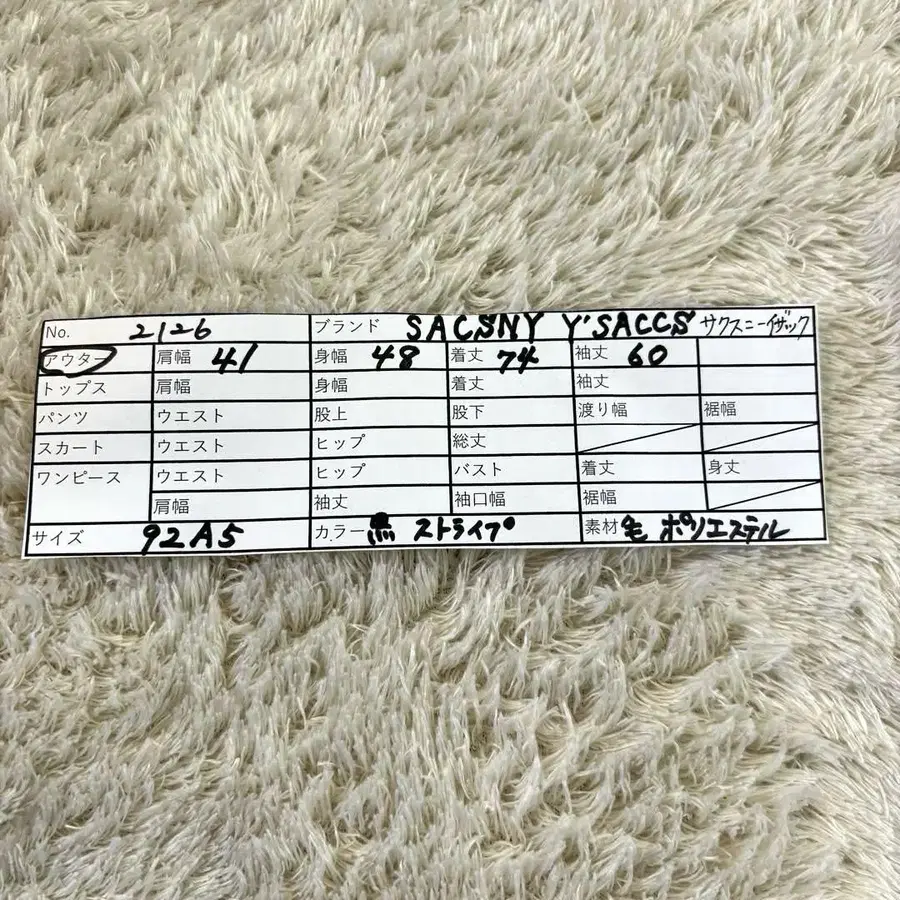 No. 2126 ブランド SACSNY Y'SACCS サクスニーイザック
アウター 肩幅 41 身幅 48 着丈 74 袖丈 60
トップス 肩幅 身幅 着丈 袖丈
パンツ ウエスト 股上 股下 渡り幅 裾幅
スカート ウエスト ヒップ 総丈
ワンピース ウエスト ヒップ バスト 着丈 身丈
肩幅 袖丈 袖口幅 裾幅
サイズ 92A5 カラー 黒 ストライプ 素材 毛 ポリエステル